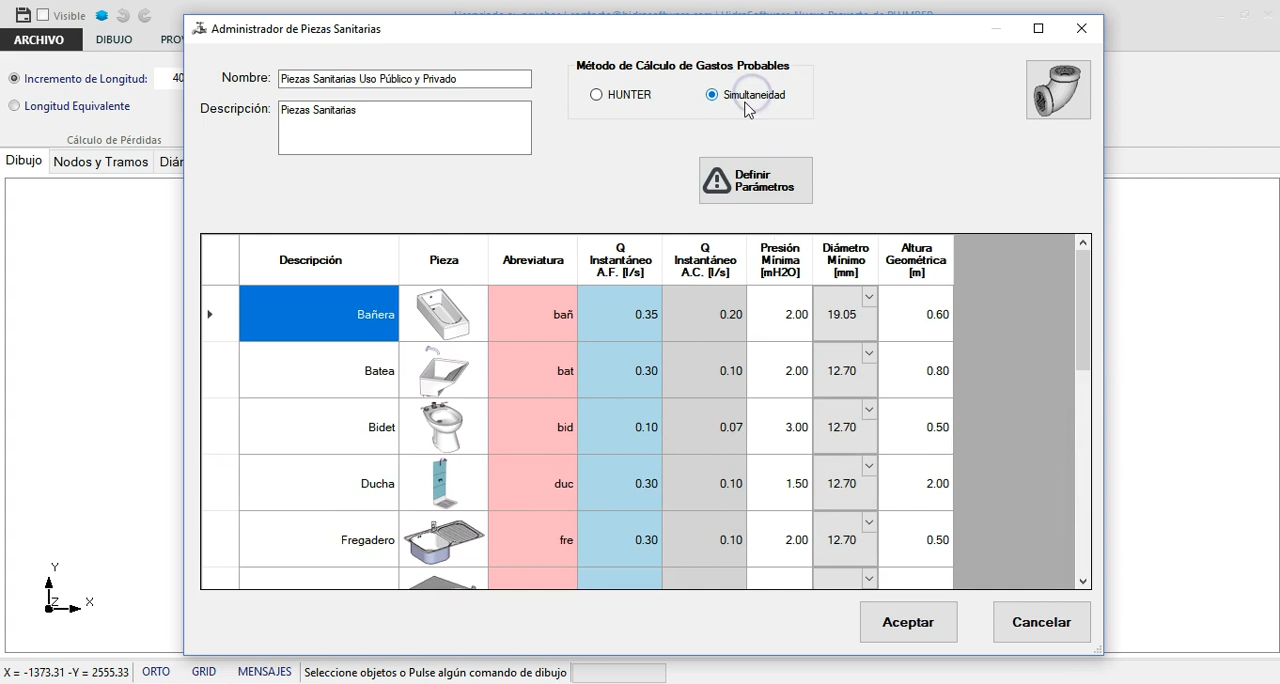 Visible
ARCHIVO
DIBUJO
Incremento de Longitud: 40
Longitud Equivalente
Cálculo de Pérdidas
Dibujo
Nodos y Tramos
Administrador de Piezas Sanitarias
Nombre: Piezas Sanitarias Uso Público y Privado
Descripción: Piezas Sanitarias
Método de Cálculo de Gastos Probables
HUNTER
Simultaneidad
Definir
Parámetros
Descripción
Pieza
Abreviatura
Q
Instantáneo
A.F. [l/s]
Q
Instantáneo
A.C. [l/s]
Presión
Mínima
[mH2O]
Diámetro
Mínimo
[mm]
Altura
Geométrica
[m]
Bañera bañ 0.35 0.20 2.00 19.05 0.60
Batea bat 0.30 0.10 2.00 12.70 0.80
Bidet bid 0.10 0.07 3.00 12.70 0.50
Ducha duc 0.30 0.10 1.50 12.70 2.00
Fregadero fre 0.30 0.10 2.00 12.70 0.50
Aceptar
Cancelar
Y
Z
X
X = -1373.31 -Y = 2555.33
ORTO
GRID
MENSAJES
Seleccione objetos o Pulse algún comando de dibujo